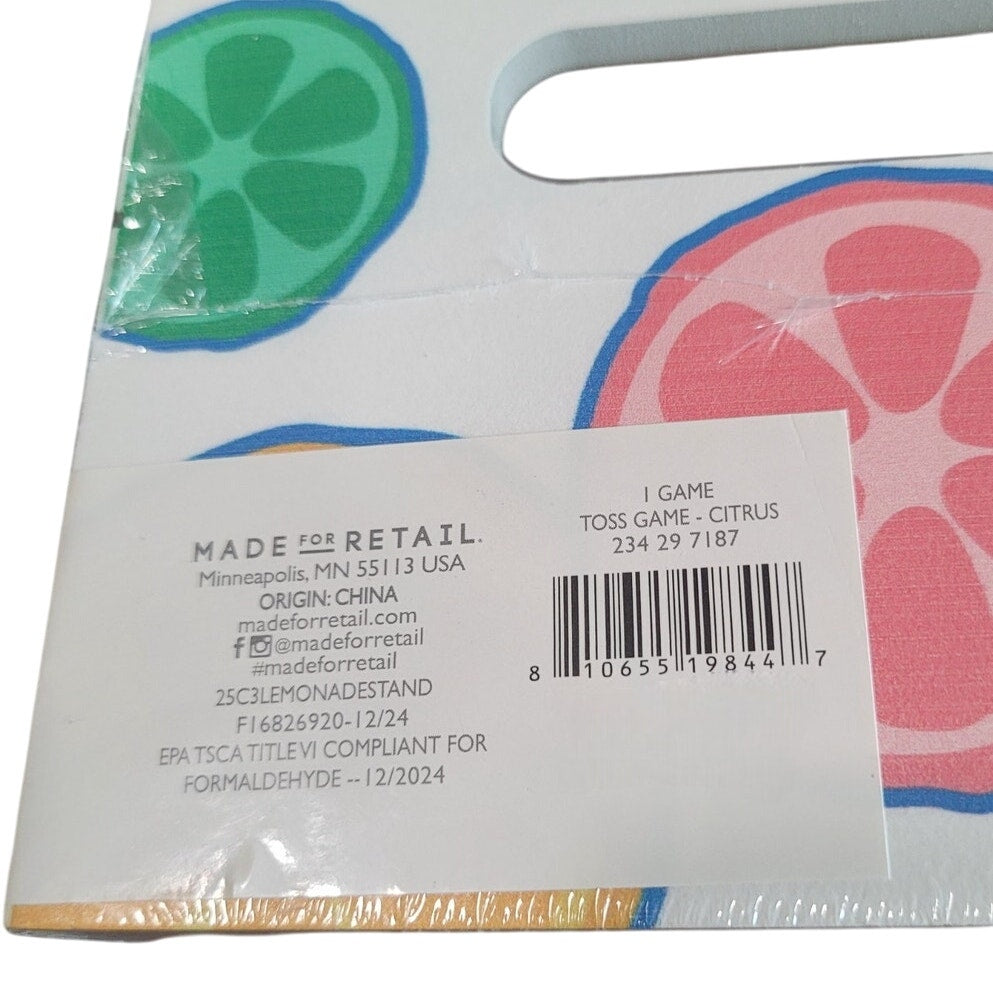 MADE FOR RETAIL.
Minneapolis, MN 55113 USA
ORIGIN: CHINA
madeforretail.com
@madeforretail
#madeforretail
25C3LEMONADESTAND
F16826920-12/24
EPA TSCA TITLE VI COMPLIANT FOR
FORMALDEHYDE -- 12/2024
1 GAME
TOSS GAME - CITRUS
234 29 7187
8 10655 19844 7